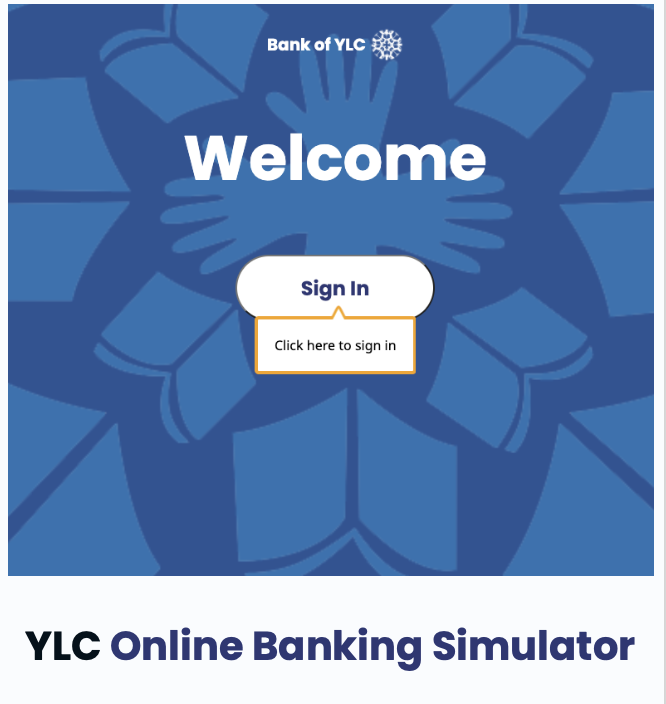 Bank of YLC
Welcome
Sign In
Click here to sign in
YLC Online Banking Simulator